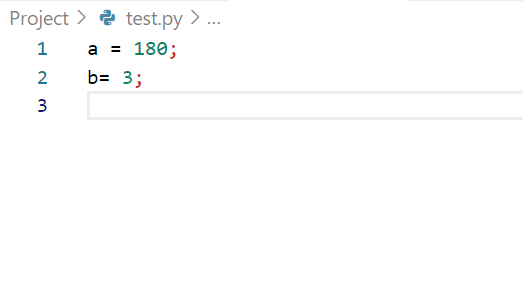 Project > test.py > ...
1 a = 180;
2 b= 3;
3